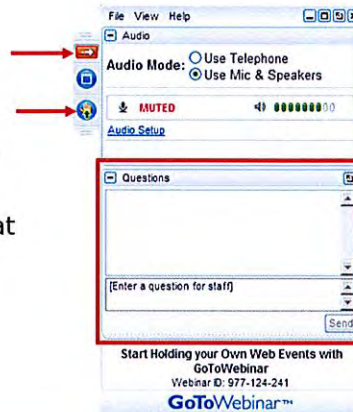 File View Help
Audio
Audio Mode: Use Telephone
Use Mic & Speakers
MUTED
Audio Setup
at
Questions
[Enter a question for staff]
Send
Start Holding your Own Web Events with
GoToWebinar
Webinar ID: 977-124-241
GoToWebinar™